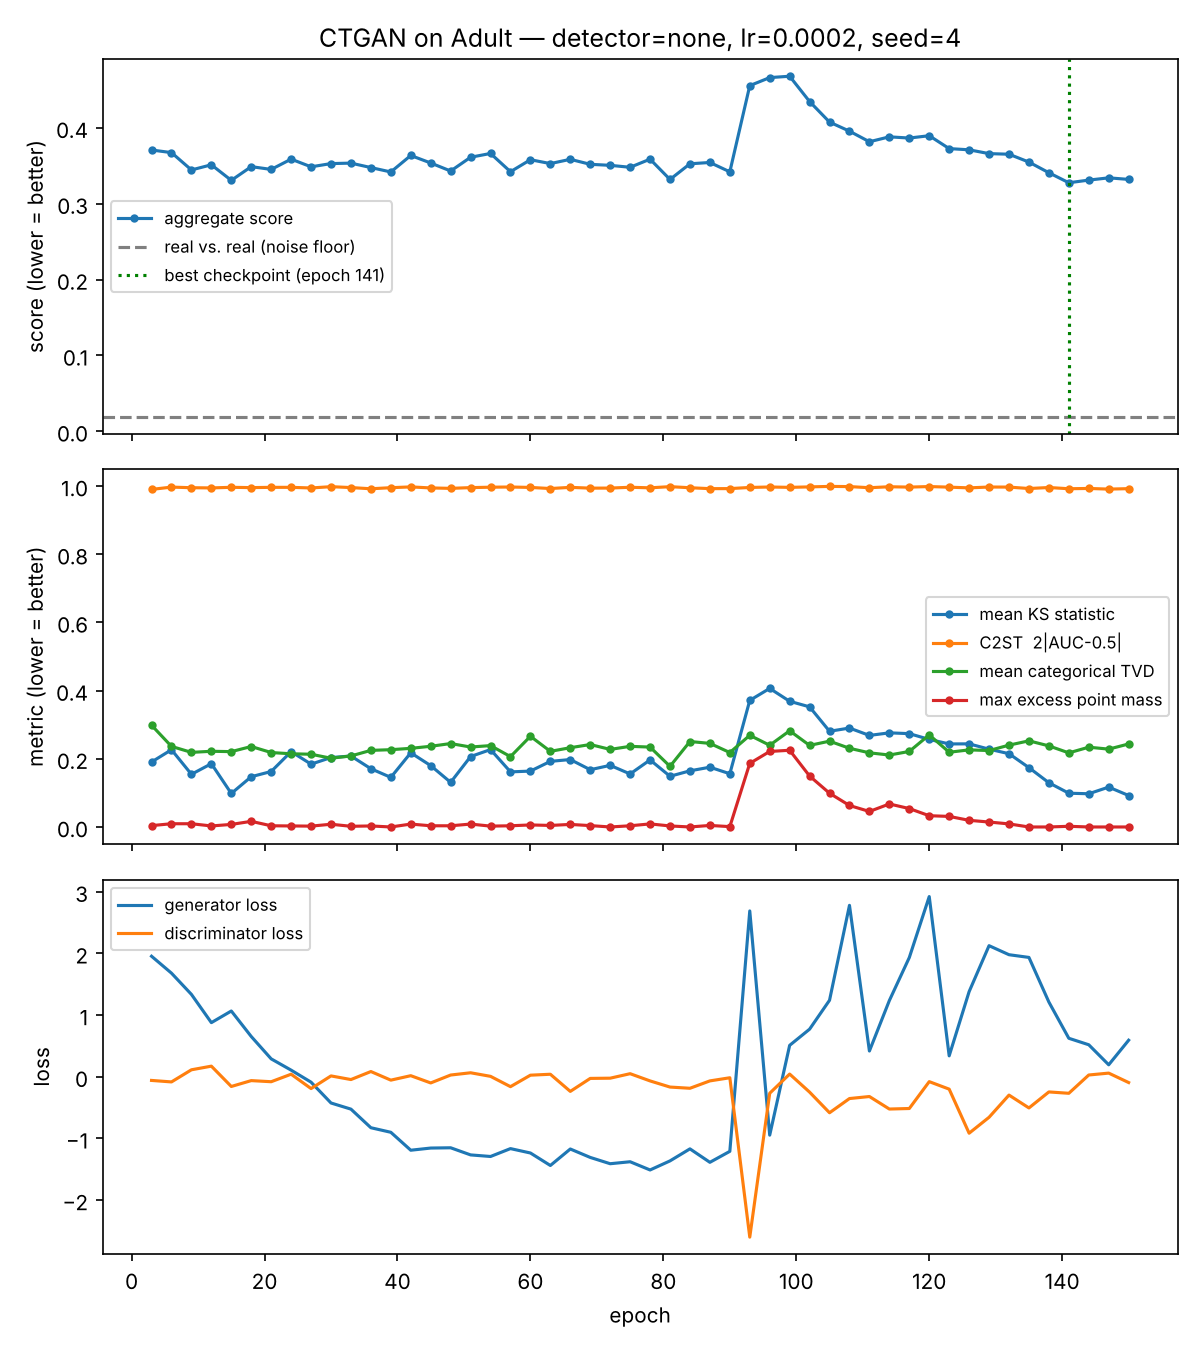 CTGAN on Adult — detector=none, lr=0.0002, seed=4
score (lower = better)
0.4
0.3
0.2
0.1
0.0
aggregate score
real vs. real (noise floor)
best checkpoint (epoch 141)
metric (lower = better)
1.0
0.8
0.6
0.4
0.2
0.0
mean KS statistic
C2ST 2|AUC-0.5|
mean categorical TVD
max excess point mass
loss
3
2
1
0
−1
−2
generator loss
discriminator loss
0 20 40 60 80 100 120 140
epoch